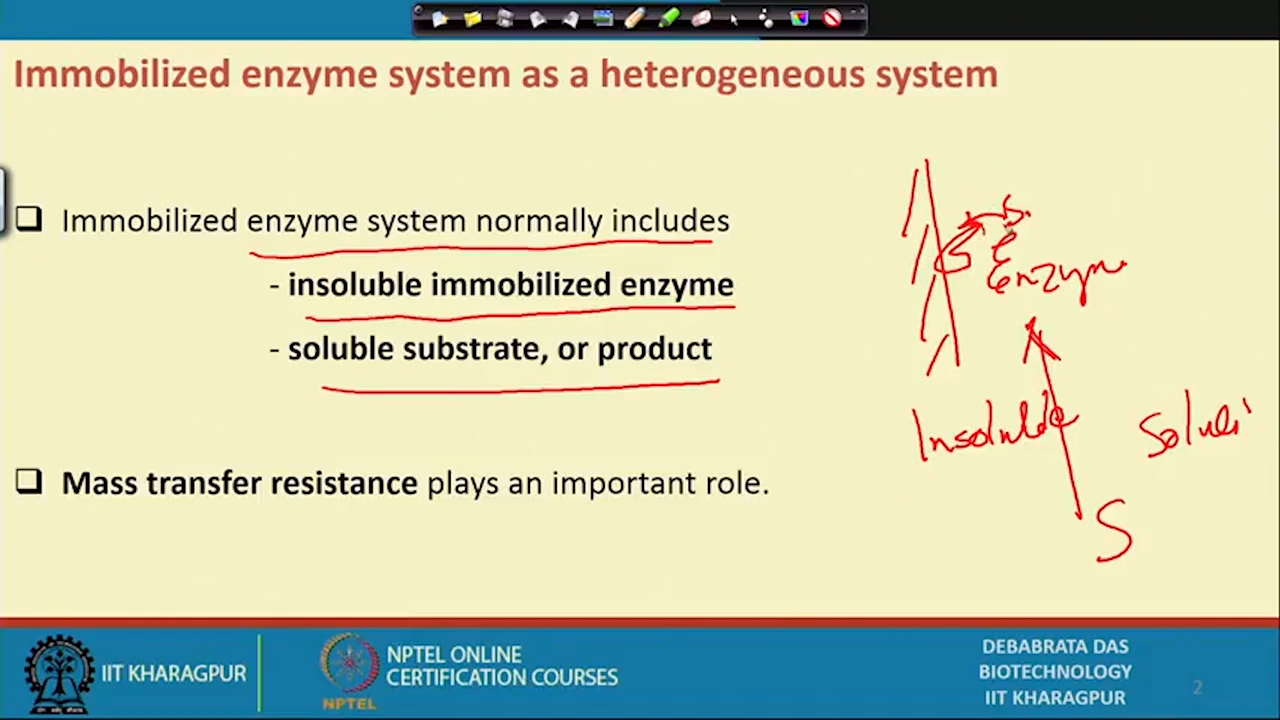 Immobilized enzyme system as a heterogeneous system
❑ Immobilized enzyme system normally includes
- insoluble immobilized enzyme
- soluble substrate, or product
❑ Mass transfer resistance plays an important role.
S.
E
enzyme
Insoluble
S
IIT KHARAGPUR
NPTEL
NPTEL ONLINE
CERTIFICATION COURSES
DEBABRATA DAS
BIOTECHNOLOGY
IIT KHARAGPUR
2